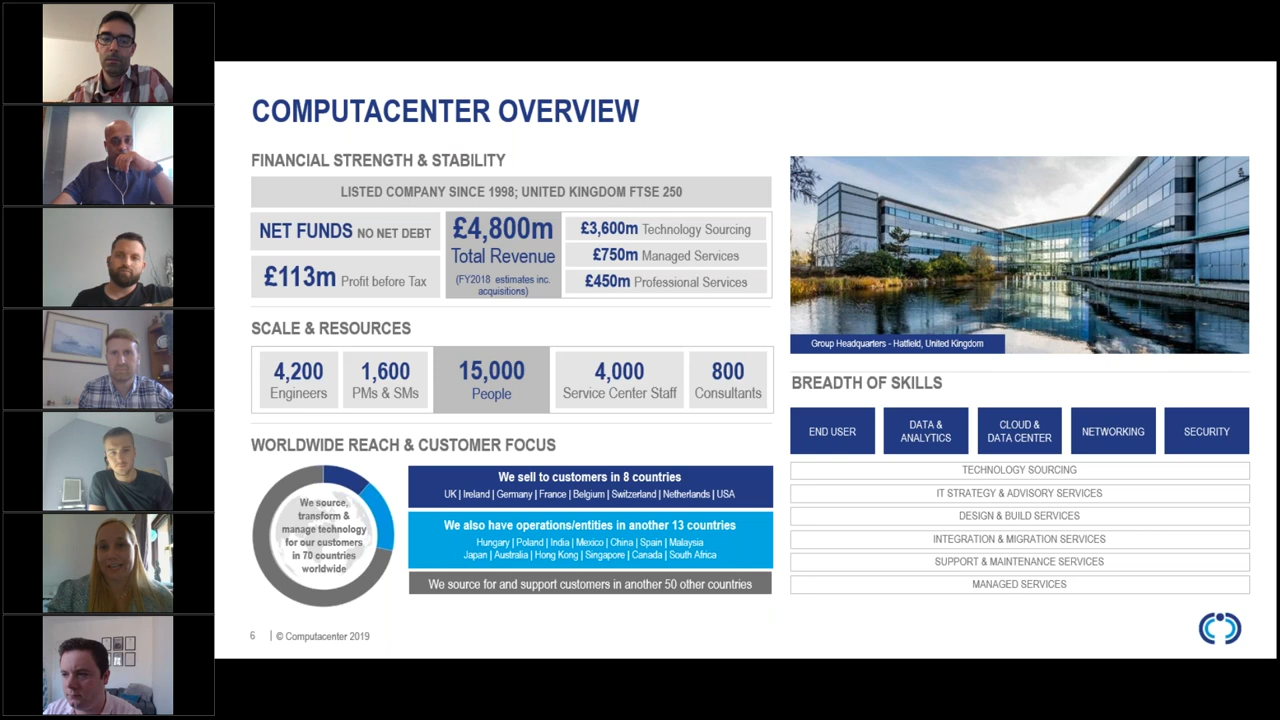 COMPUTACENTER OVERVIEW
FINANCIAL STRENGTH & STABILITY
LISTED COMPANY SINCE 1998; UNITED KINGDOM FTSE 250
NET FUNDS NO NET DEBT
£113m Profit before Tax
£4,800m
Total Revenue
(FY2018 estimates inc.
acquisitions)
£3,600m Technology Sourcing
£750m Managed Services
£450m Professional Services
SCALE & RESOURCES
4,200
Engineers
1,600
PMs & SMs
15,000
People
4,000
Service Center Staff
800
Consultants
WORLDWIDE REACH & CUSTOMER FOCUS
We source,
transform &
manage technology
for our customers
in 70 countries
worldwide
We sell to customers in 8 countries
UK | Ireland | Germany | France | Belgium | Switzerland | Netherlands | USA
We also have operations/entities in another 13 countries
Hungary | Poland | India | Mexico | China | Spain | Malaysia
Japan | Australia | Hong Kong | Singapore | Canada | South Africa
We source for and support customers in another 50 other countries
Group Headquarters - Hatfield, United Kingdom
BREADTH OF SKILLS
END USER
DATA &
ANALYTICS
CLOUD &
DATA CENTER
NETWORKING
SECURITY
TECHNOLOGY SOURCING
IT STRATEGY & ADVISORY SERVICES
DESIGN & BUILD SERVICES
INTEGRATION & MIGRATION SERVICES
SUPPORT & MAINTENANCE SERVICES
MANAGED SERVICES
6 | © Computacenter 2019